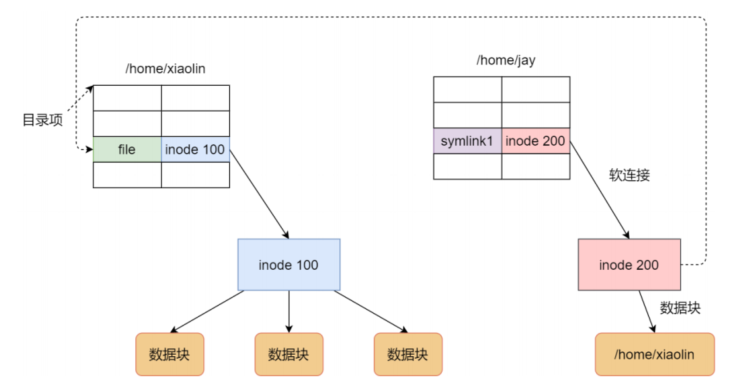 /home/xiaolin
/home/jay
目录项
file
inode 100
symlink1
inode 200
软连接
inode 100
inode 200
数据块
数据块
数据块
数据块
/home/xiaolin